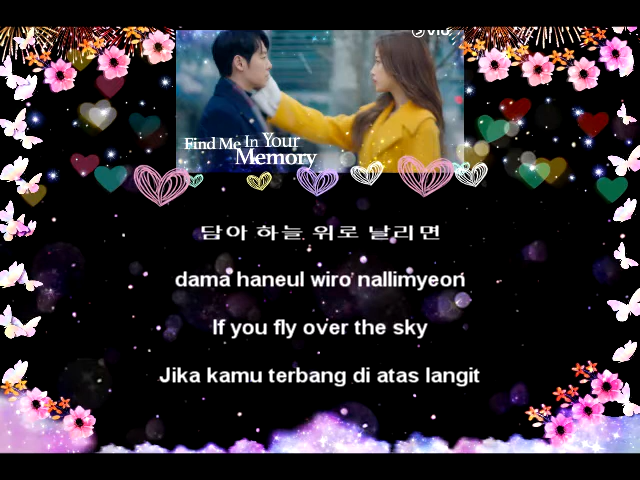 viu
Find Me In Your
Memory
담아 하늘 위로 날리면
dama haneul wiro nallimyeon
If you fly over the sky
Jika kamu terbang di atas langit